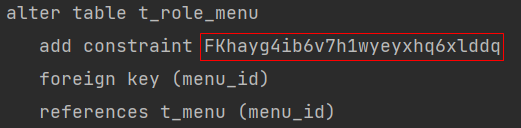 alter table t_role_menu
add constraint FKhayg4ib6v7h1wyeyxhq6xlddq
foreign key (menu_id)
references t_menu (menu_id)